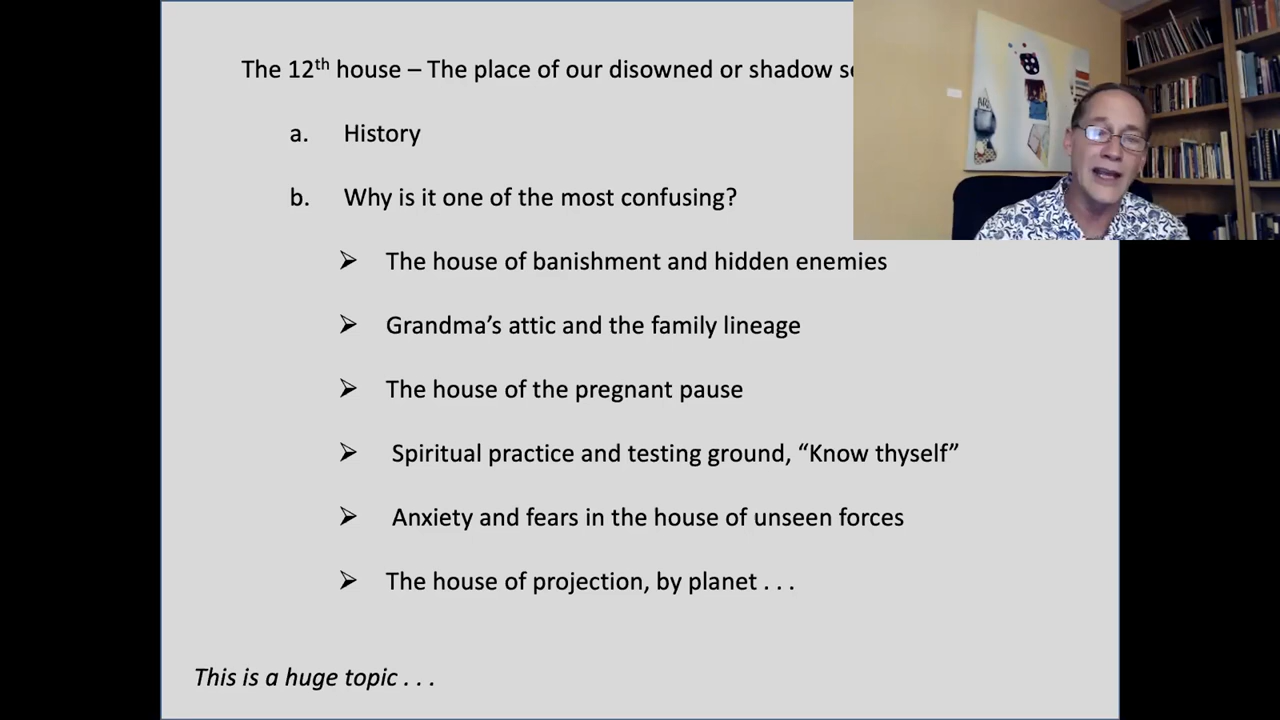 The 12th house – The place of our disowned or shadow
a. History
b. Why is it one of the most confusing?
➢ The house of banishment and hidden enemies
➢ Grandma’s attic and the family lineage
➢ The house of the pregnant pause
➢ Spiritual practice and testing ground, “Know thyself”
➢ Anxiety and fears in the house of unseen forces
➢ The house of projection, by planet . . .
This is a huge topic . . .